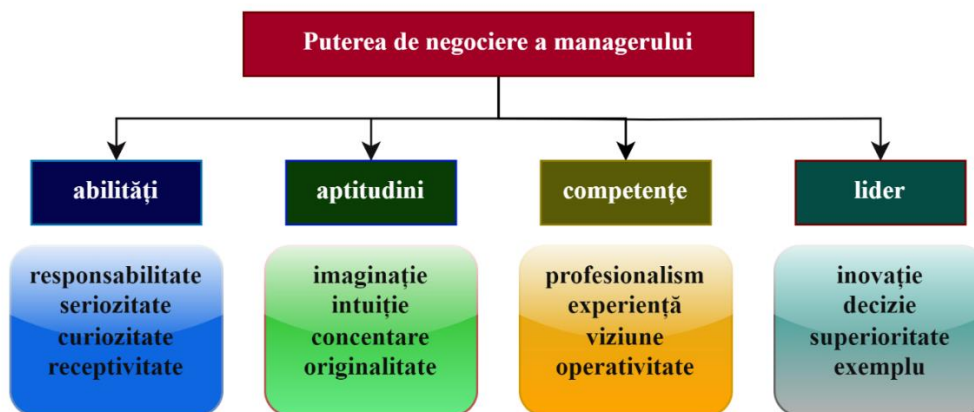 Puterea de negociere a managerului
abilități
aptitudini
competențe
lider
responsabilitate
seriozitate
curiozitate
receptivitate
imaginație
intuiție
concentare
originalitate
profesionalism
experiență
viziune
operativitate
inovație
decizie
superioritate
exemplu